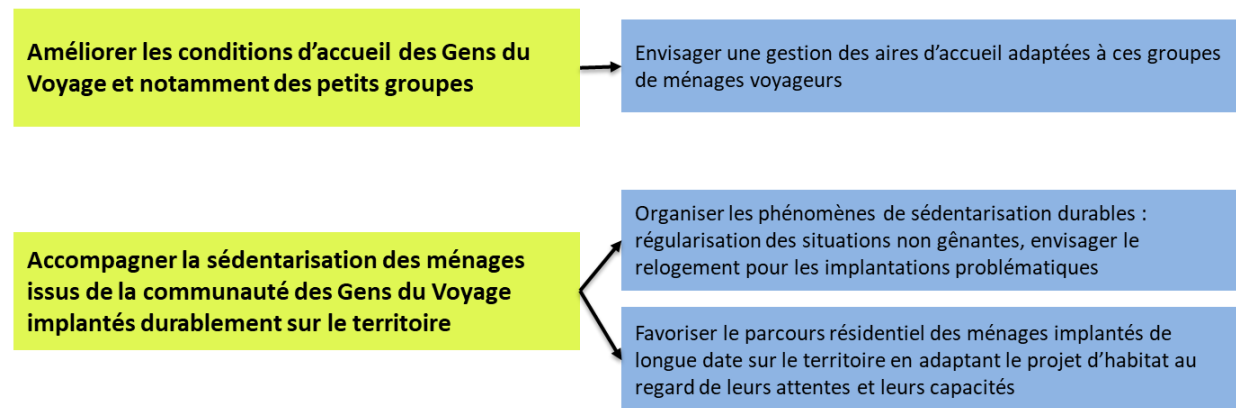 Améliorer les conditions d’accueil des Gens du
Voyage et notamment des petits groupes
Envisager une gestion des aires d’accueil adaptées à ces groupes
de ménages voyageurs
Accompagner la sédentarisation des ménages
issus de la communauté des Gens du Voyage
implantés durablement sur le territoire
Organiser les phénomènes de sédentarisation durables :
régularisation des situations non gênantes, envisager le
relogement pour les implantations problématiques
Favoriser le parcours résidentiel des ménages implantés de
longue date sur le territoire en adaptant le projet d’habitat au
regard de leurs attentes et leurs capacités